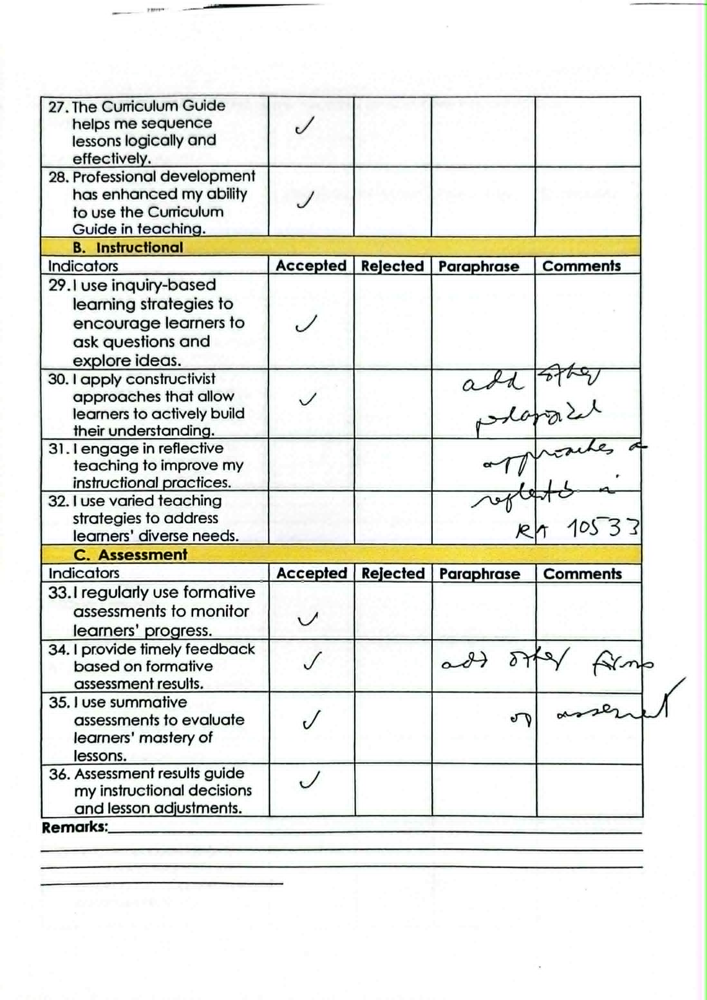 27. The Curriculum Guide
helps me sequence
lessons logically and
effectively.
✓
28. Professional development
has enhanced my ability
to use the Curriculum
Guide in teaching.
✓
B. Instructional
Indicators Accepted Rejected Paraphrase Comments
29. I use inquiry-based
learning strategies to
encourage learners to
ask questions and
explore ideas.
✓
30. I apply constructivist
approaches that allow
learners to actively build
their understanding.
✓
add other
pedagogical
31. I engage in reflective
teaching to improve my
instructional practices.
approaches as
32. I use varied teaching
strategies to address
learners' diverse needs.
reflected in
RA 10533
C. Assessment
Indicators Accepted Rejected Paraphrase Comments
33. I regularly use formative
assessments to monitor
learners' progress.
✓
34. I provide timely feedback
based on formative
assessment results.
✓
add other forms
35. I use summative
assessments to evaluate
learners' mastery of
lessons.
✓
of assessment
36. Assessment results guide
my instructional decisions
and lesson adjustments.
✓
Remarks: